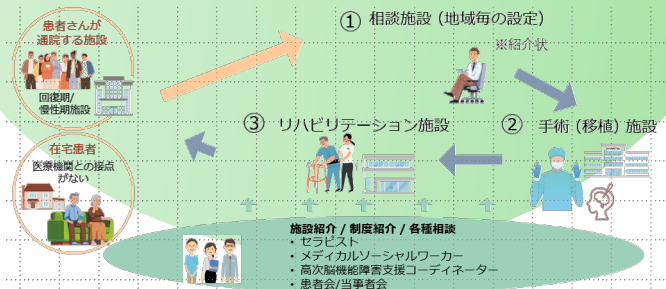 患者さんが
通院する施設
回復期/
慢性期施設
在宅患者
医療機関との接点
がない
① 相談施設（地域毎の設定）
※紹介状
② 手術（移植）施設
③ リハビリテーション施設
施設紹介 / 制度紹介 / 各種相談
• セラピスト
• メディカルソーシャルワーカー
• 高次脳機能障害支援コーディネーター
• 患者会/当事者会